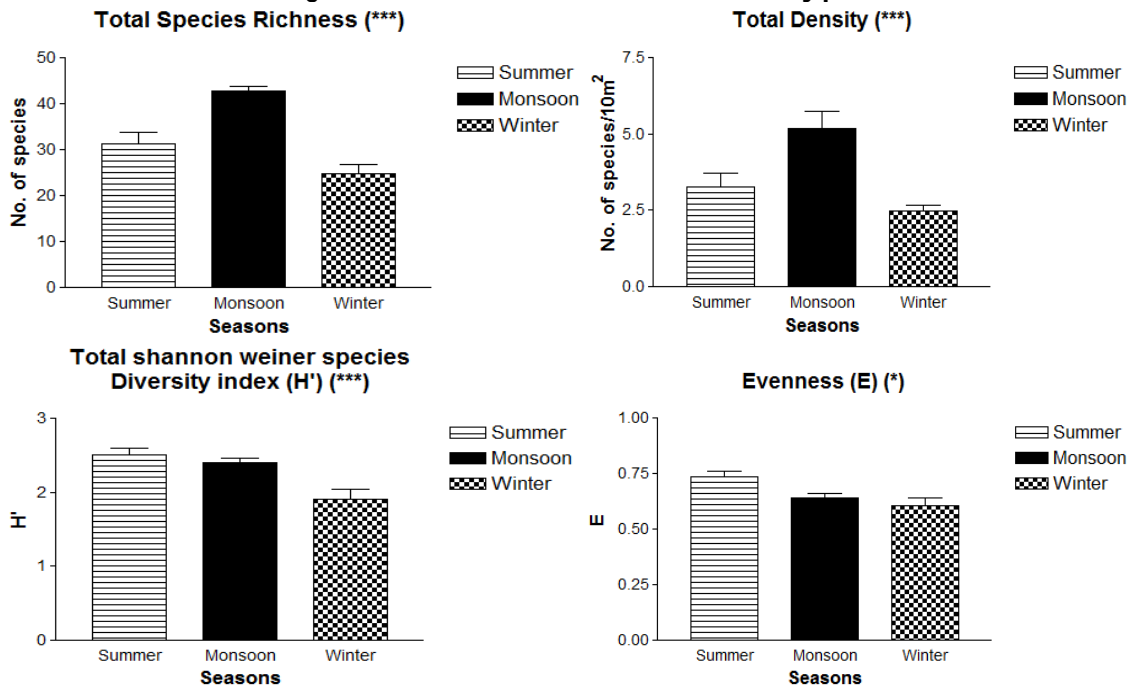 Total Species Richness (***)
50
40
30
20
10
0
No. of species
Summer
Monsoon
Winter
Seasons
Summer
Monsoon
Winter
Total Density (***)
7.5
5.0
2.5
0.0
No. of species/10m²
Summer
Monsoon
Winter
Seasons
Summer
Monsoon
Winter
Total shannon weiner species
Diversity index (H') (***)
3
2
1
0
H'
Summer
Monsoon
Winter
Seasons
Summer
Monsoon
Winter
Evenness (E) (*)
1.00
0.75
0.50
0.25
0.00
E
Summer
Monsoon
Winter
Seasons
Summer
Monsoon
Winter